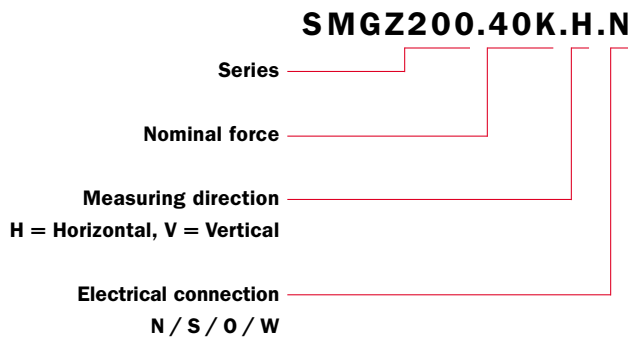 SMGZ200.40K.H.N
Series
Nominal force
Measuring direction
H = Horizontal, V = Vertical
Electrical connection
N / S / O / W